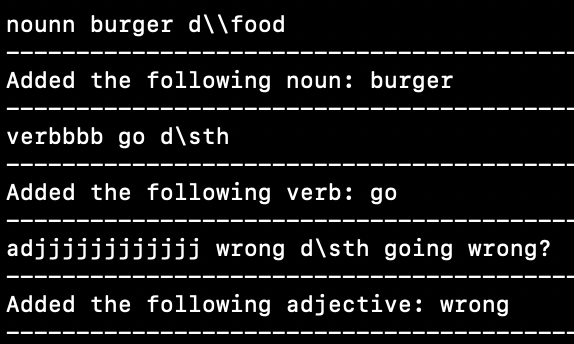 nounn burger d\\food
Added the following noun: burger
verbbbb go d\sth
Added the following verb: go
adjjjjjjjjjjjj wrong d\sth going wrong?
Added the following adjective: wrong